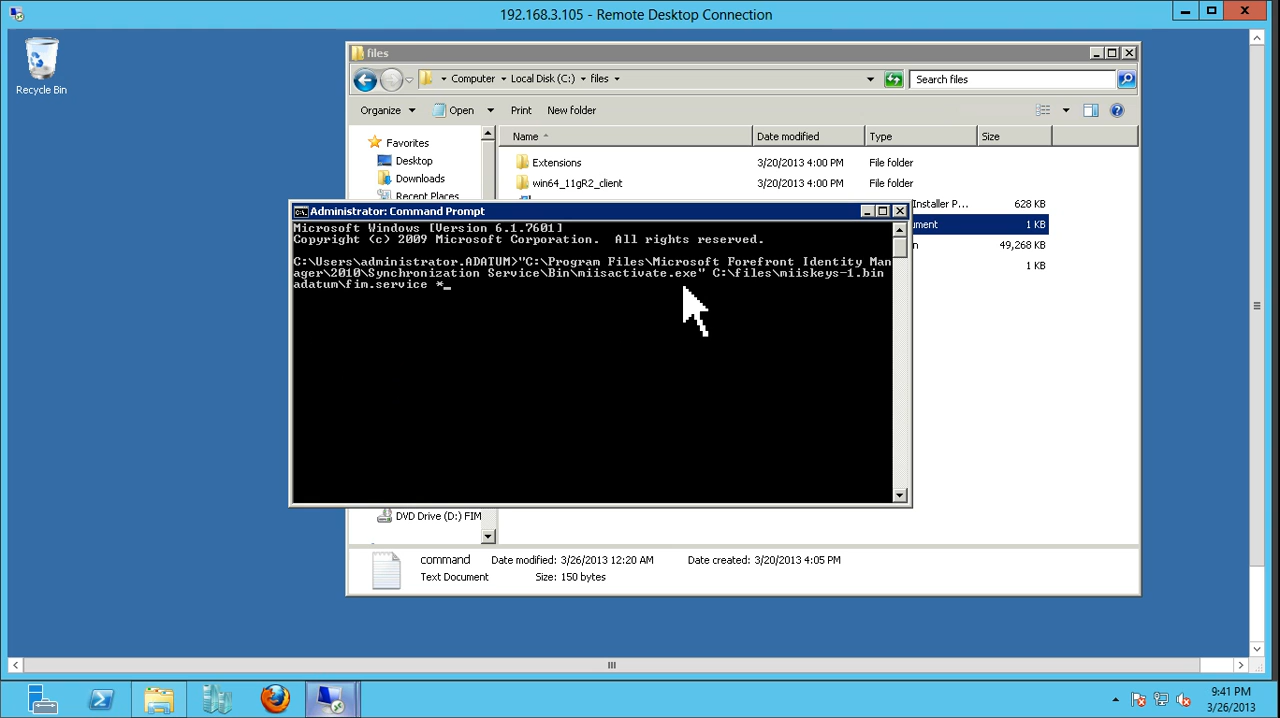 192.168.3.105 - Remote Desktop Connection
Recycle Bin
files
Computer
Local Disk (C:)
files
Search files
Organize
Open
Print
New folder
Name
Date modified
Type
Size
Favorites
Desktop
Downloads
Recent Places
Extensions
3/20/2013 4:00 PM
File folder
win64_11gR2_client
3/20/2013 4:00 PM
File folder
Installer P...
628 KB
1 KB
49,268 KB
1 KB
Administrator: Command Prompt
Microsoft Windows [Version 6.1.7601]
Copyright (c) 2009 Microsoft Corporation.  All rights reserved.
C:\Users\administrator.ADATUM>"C:\Program Files\Microsoft Forefront Identity Man
ager\2010\Synchronization Service\Bin\miisactivate.exe" C:\files\miiskeys-1.bin
adatum\fim.service *_
DVD Drive (D:) FIM
command
Date modified: 3/26/2013 12:20 AM
Date created: 3/20/2013 4:05 PM
Text Document
Size: 150 bytes
9:41 PM
3/26/2013